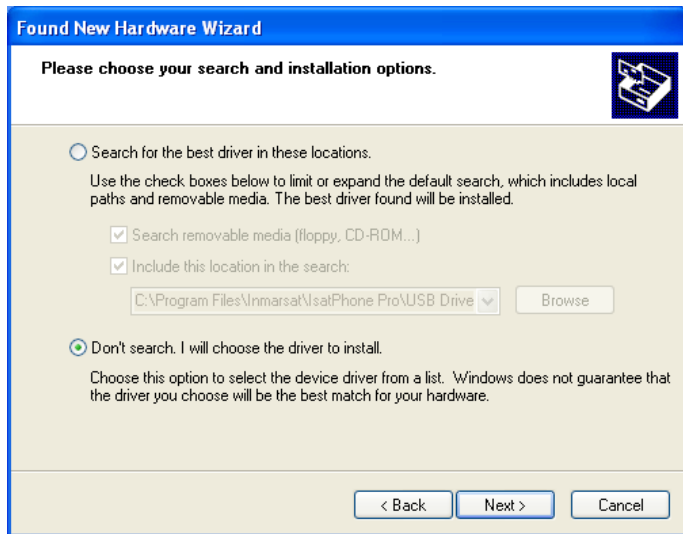 Found New Hardware Wizard
Please choose your search and installation options.
Search for the best driver in these locations.
Use the check boxes below to limit or expand the default search, which includes local
paths and removable media. The best driver found will be installed.
Search removable media (floppy, CD-ROM...)
Include this location in the search:
C:\Program Files\Inmarsat\IsatPhone Pro\USB Drive
Browse
Don't search. I will choose the driver to install.
Choose this option to select the device driver from a list.  Windows does not guarantee that
the driver you choose will be the best match for your hardware.
< Back
Next >
Cancel